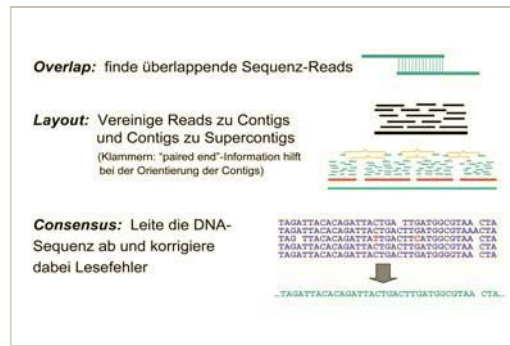 Overlap: finde überlappende Sequenz-Reads
Layout: Vereinige Reads zu Contigs
und Contigs zu Supercontigs
(Klammern: "paired end"-Information hilft
bei der Orientierung der Contigs)
Consensus: Leite die DNA-
Sequenz ab und korrigiere
dabei Lesefehler
TAGATTACACAGATTACTGA TTGATGGCGTAA CTA
TAGATTACACAGATTACTGACTTGATGGCGTAAACTA
TAG TTACACAGATTATTGACTTCATGGCGTAA CTA
TAGATTACACAGATTACTGACTTGATGGCGTAA CTA
TAGATTACACAGATTACTGACTTGATGGGGTAA CTA
...TAGATTACACAGATTACTGACTTGATGGCGTAA CTA...